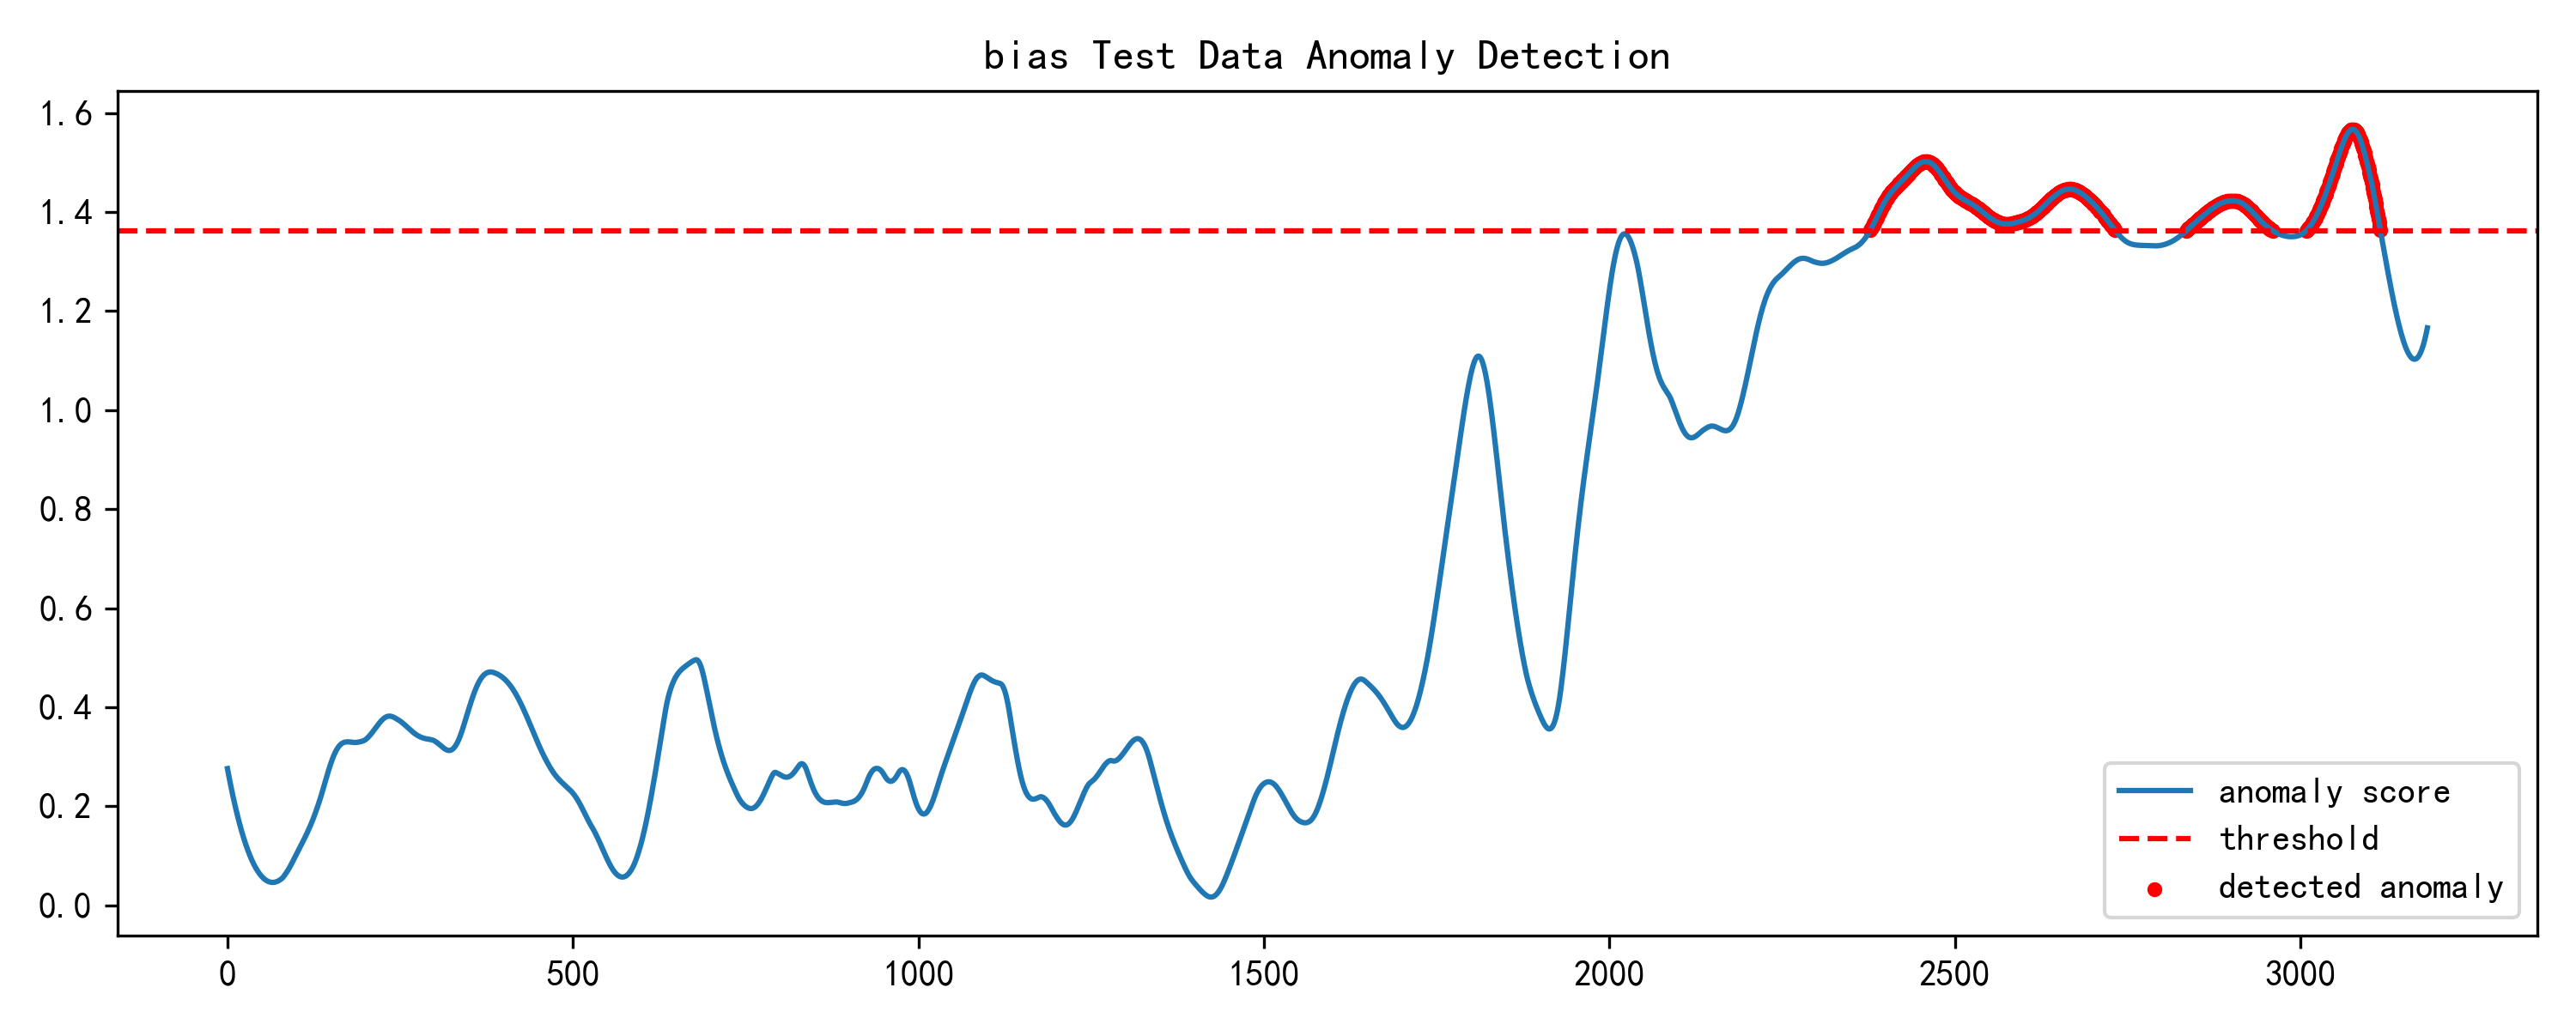 bias Test Data Anomaly Detection
1.6
1.4
1.2
1.0
0.8
0.6
0.4
0.2
0.0
anomaly score
threshold
detected anomaly
0 500 1000 1500 2000 2500 3000